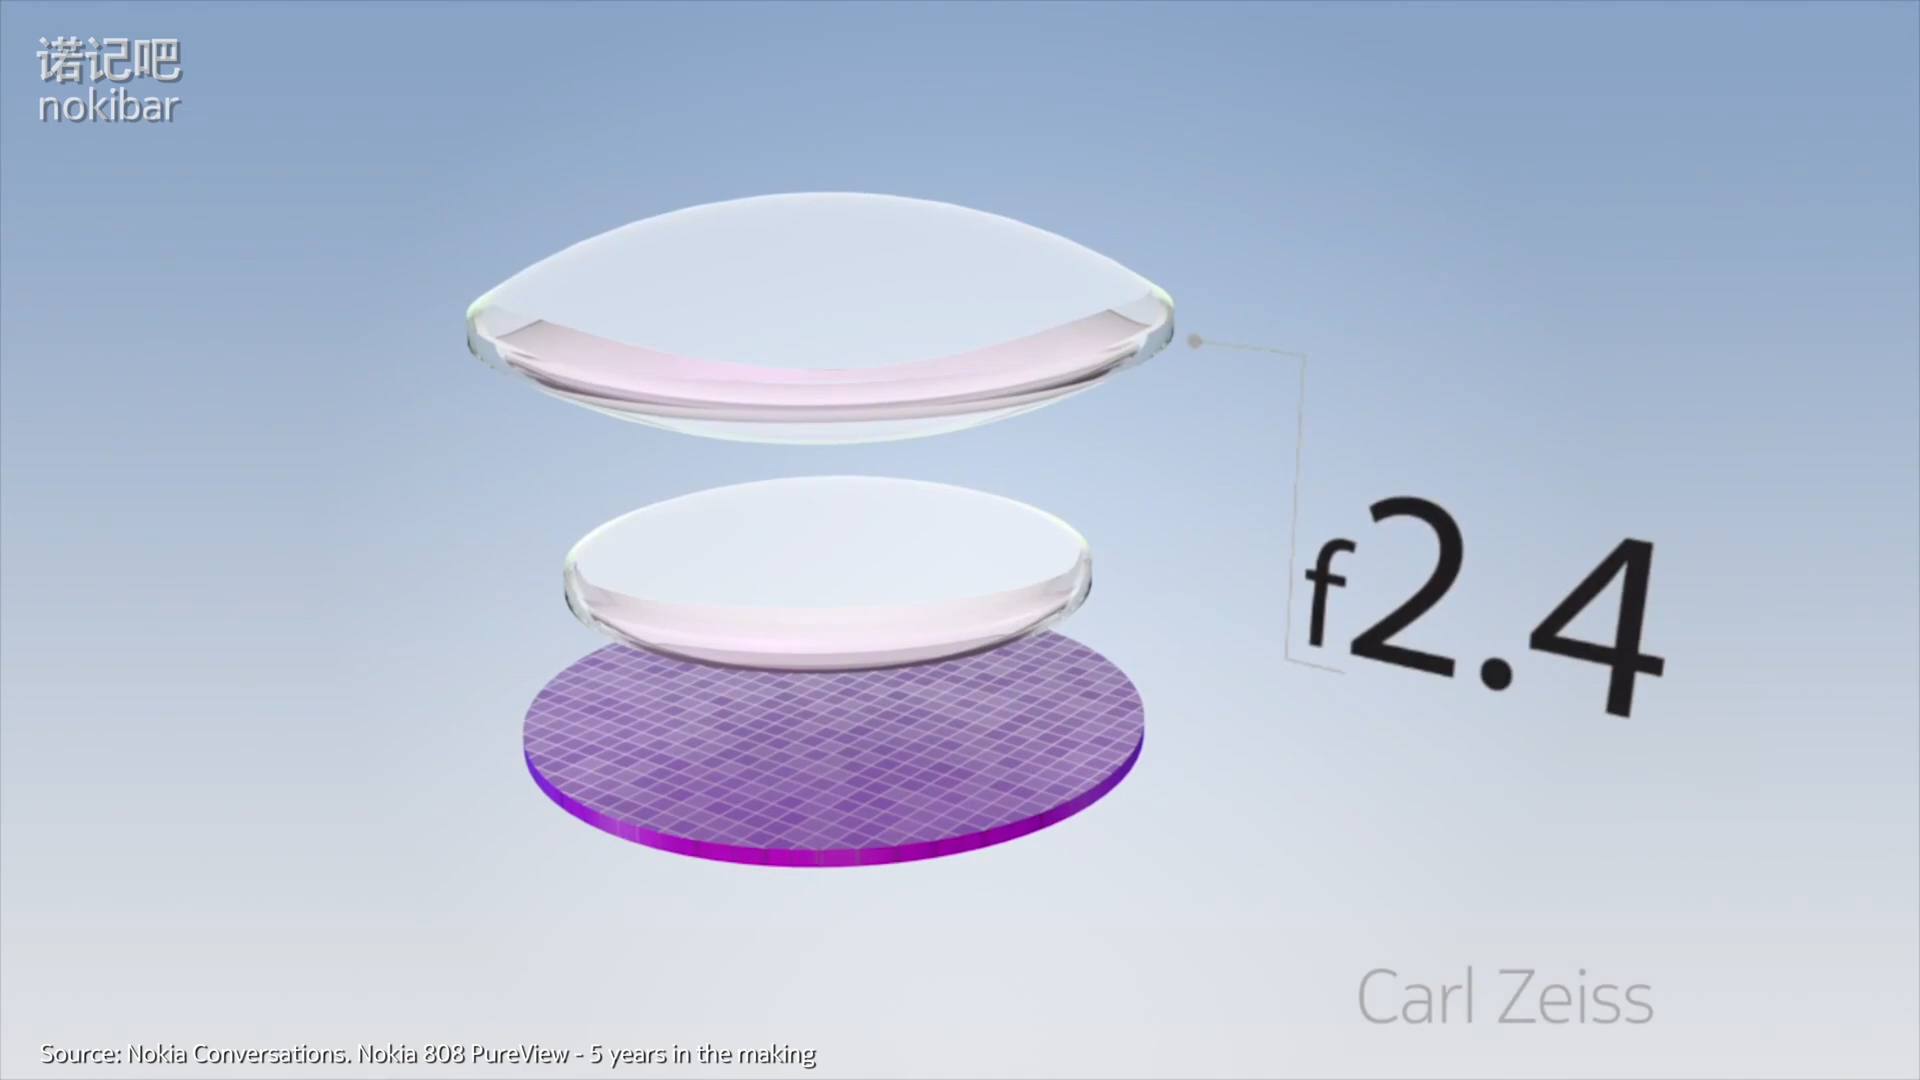 诺记吧
nokibar
f2.4
Carl Zeiss
Source: Nokia Conversations. Nokia 808 PureView - 5 years in the making